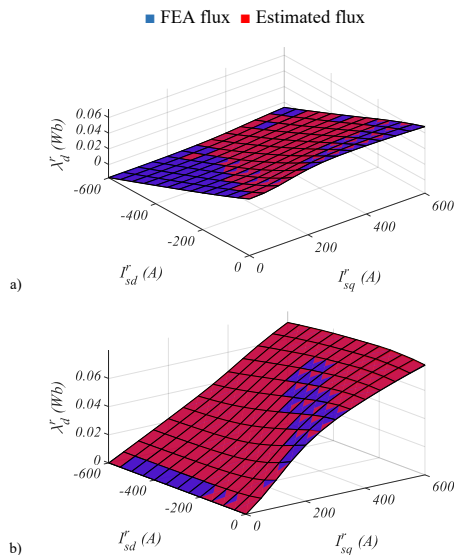 FEA flux Estimated flux
λ^r_d (Wb)
0.06
0.04
0.02
0
-600
-400
-200
0
0
200
400
600
I^r_sd (A)
I^r_sq (A)
a)
λ^r_d (Wb)
0.06
0.04
0.02
0
-600
-400
-200
0
0
200
400
600
I^r_sd (A)
I^r_sq (A)
b)